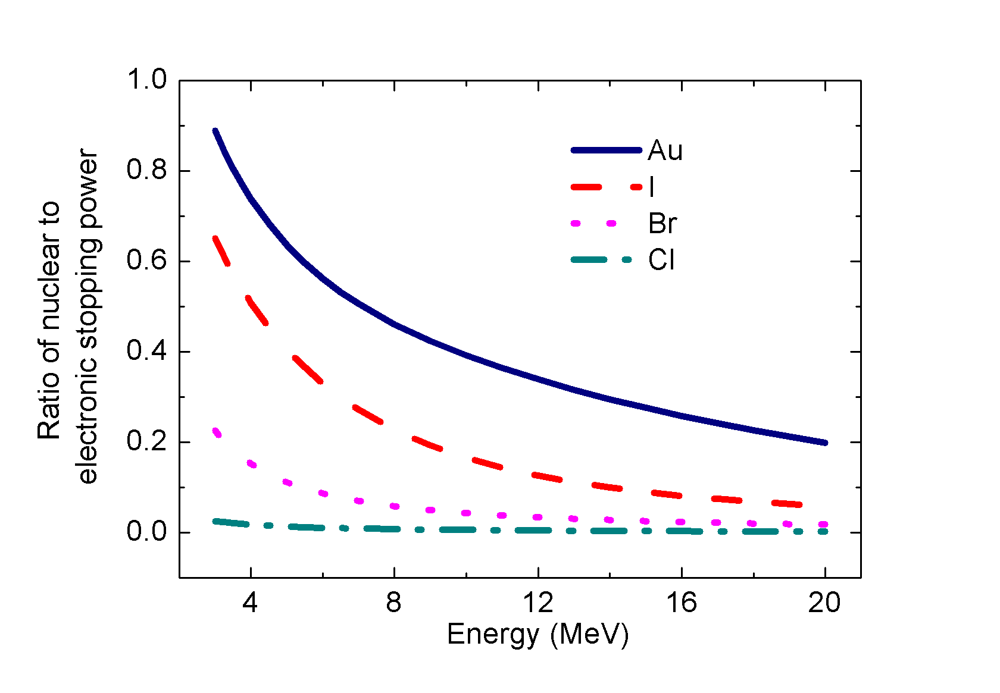 Ratio of nuclear to
electronic stopping power
1.0
0.8
0.6
0.4
0.2
0.0
Au
I
Br
Cl
4 8 12 16 20
Energy (MeV)